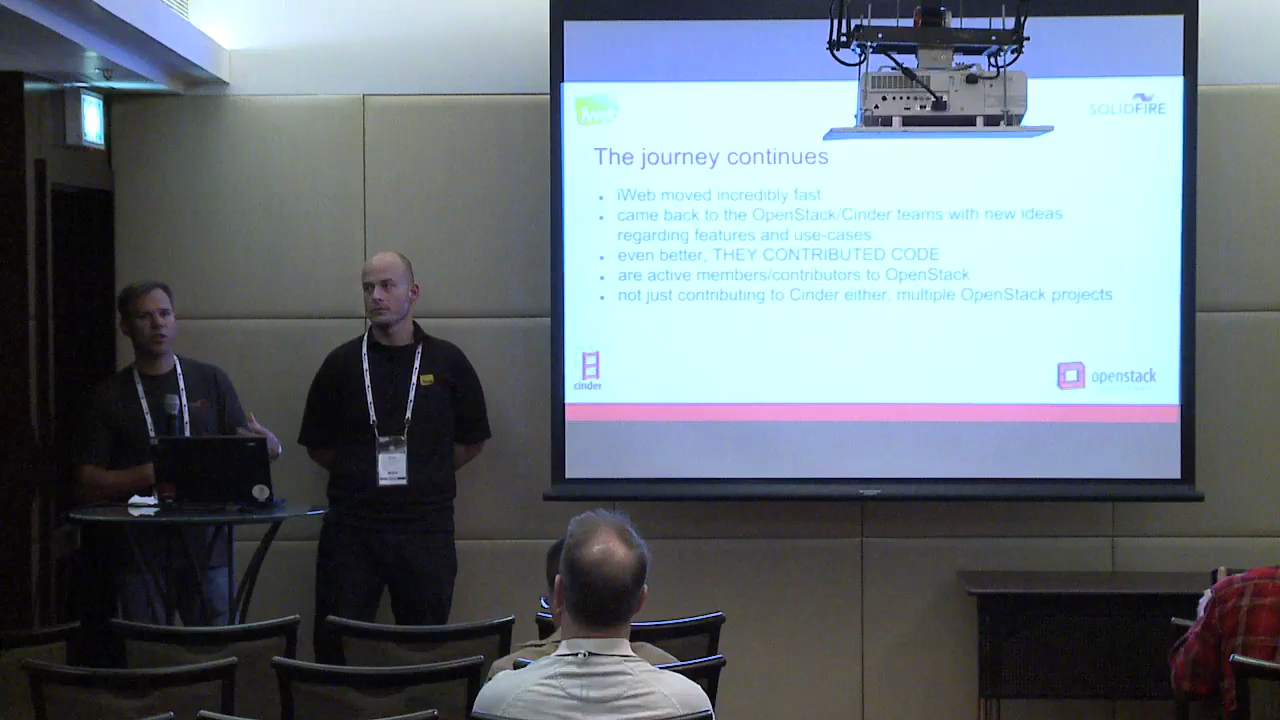 iWeb
SOLIDFIRE
The journey continues
iWeb moved incredibly fast
came back to the OpenStack/Cinder teams with new ideas
regarding features and use-cases
even better, THEY CONTRIBUTED CODE
are active members/contributors to OpenStack
not just contributing to Cinder either, multiple OpenStack projects
cinder
openstack